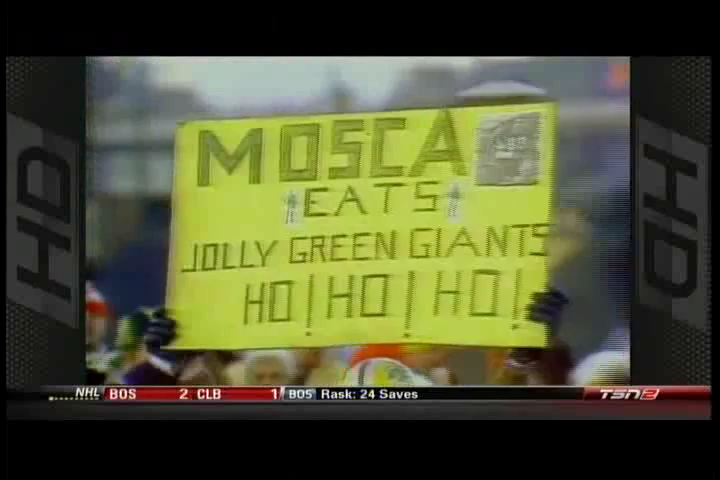 MOSCA
EATS
JOLLY GREEN GIANTS
HO! HO! HO!
HD
HD
NHL BOS 2 CLB 1 BOS Rask: 24 Saves TSN2